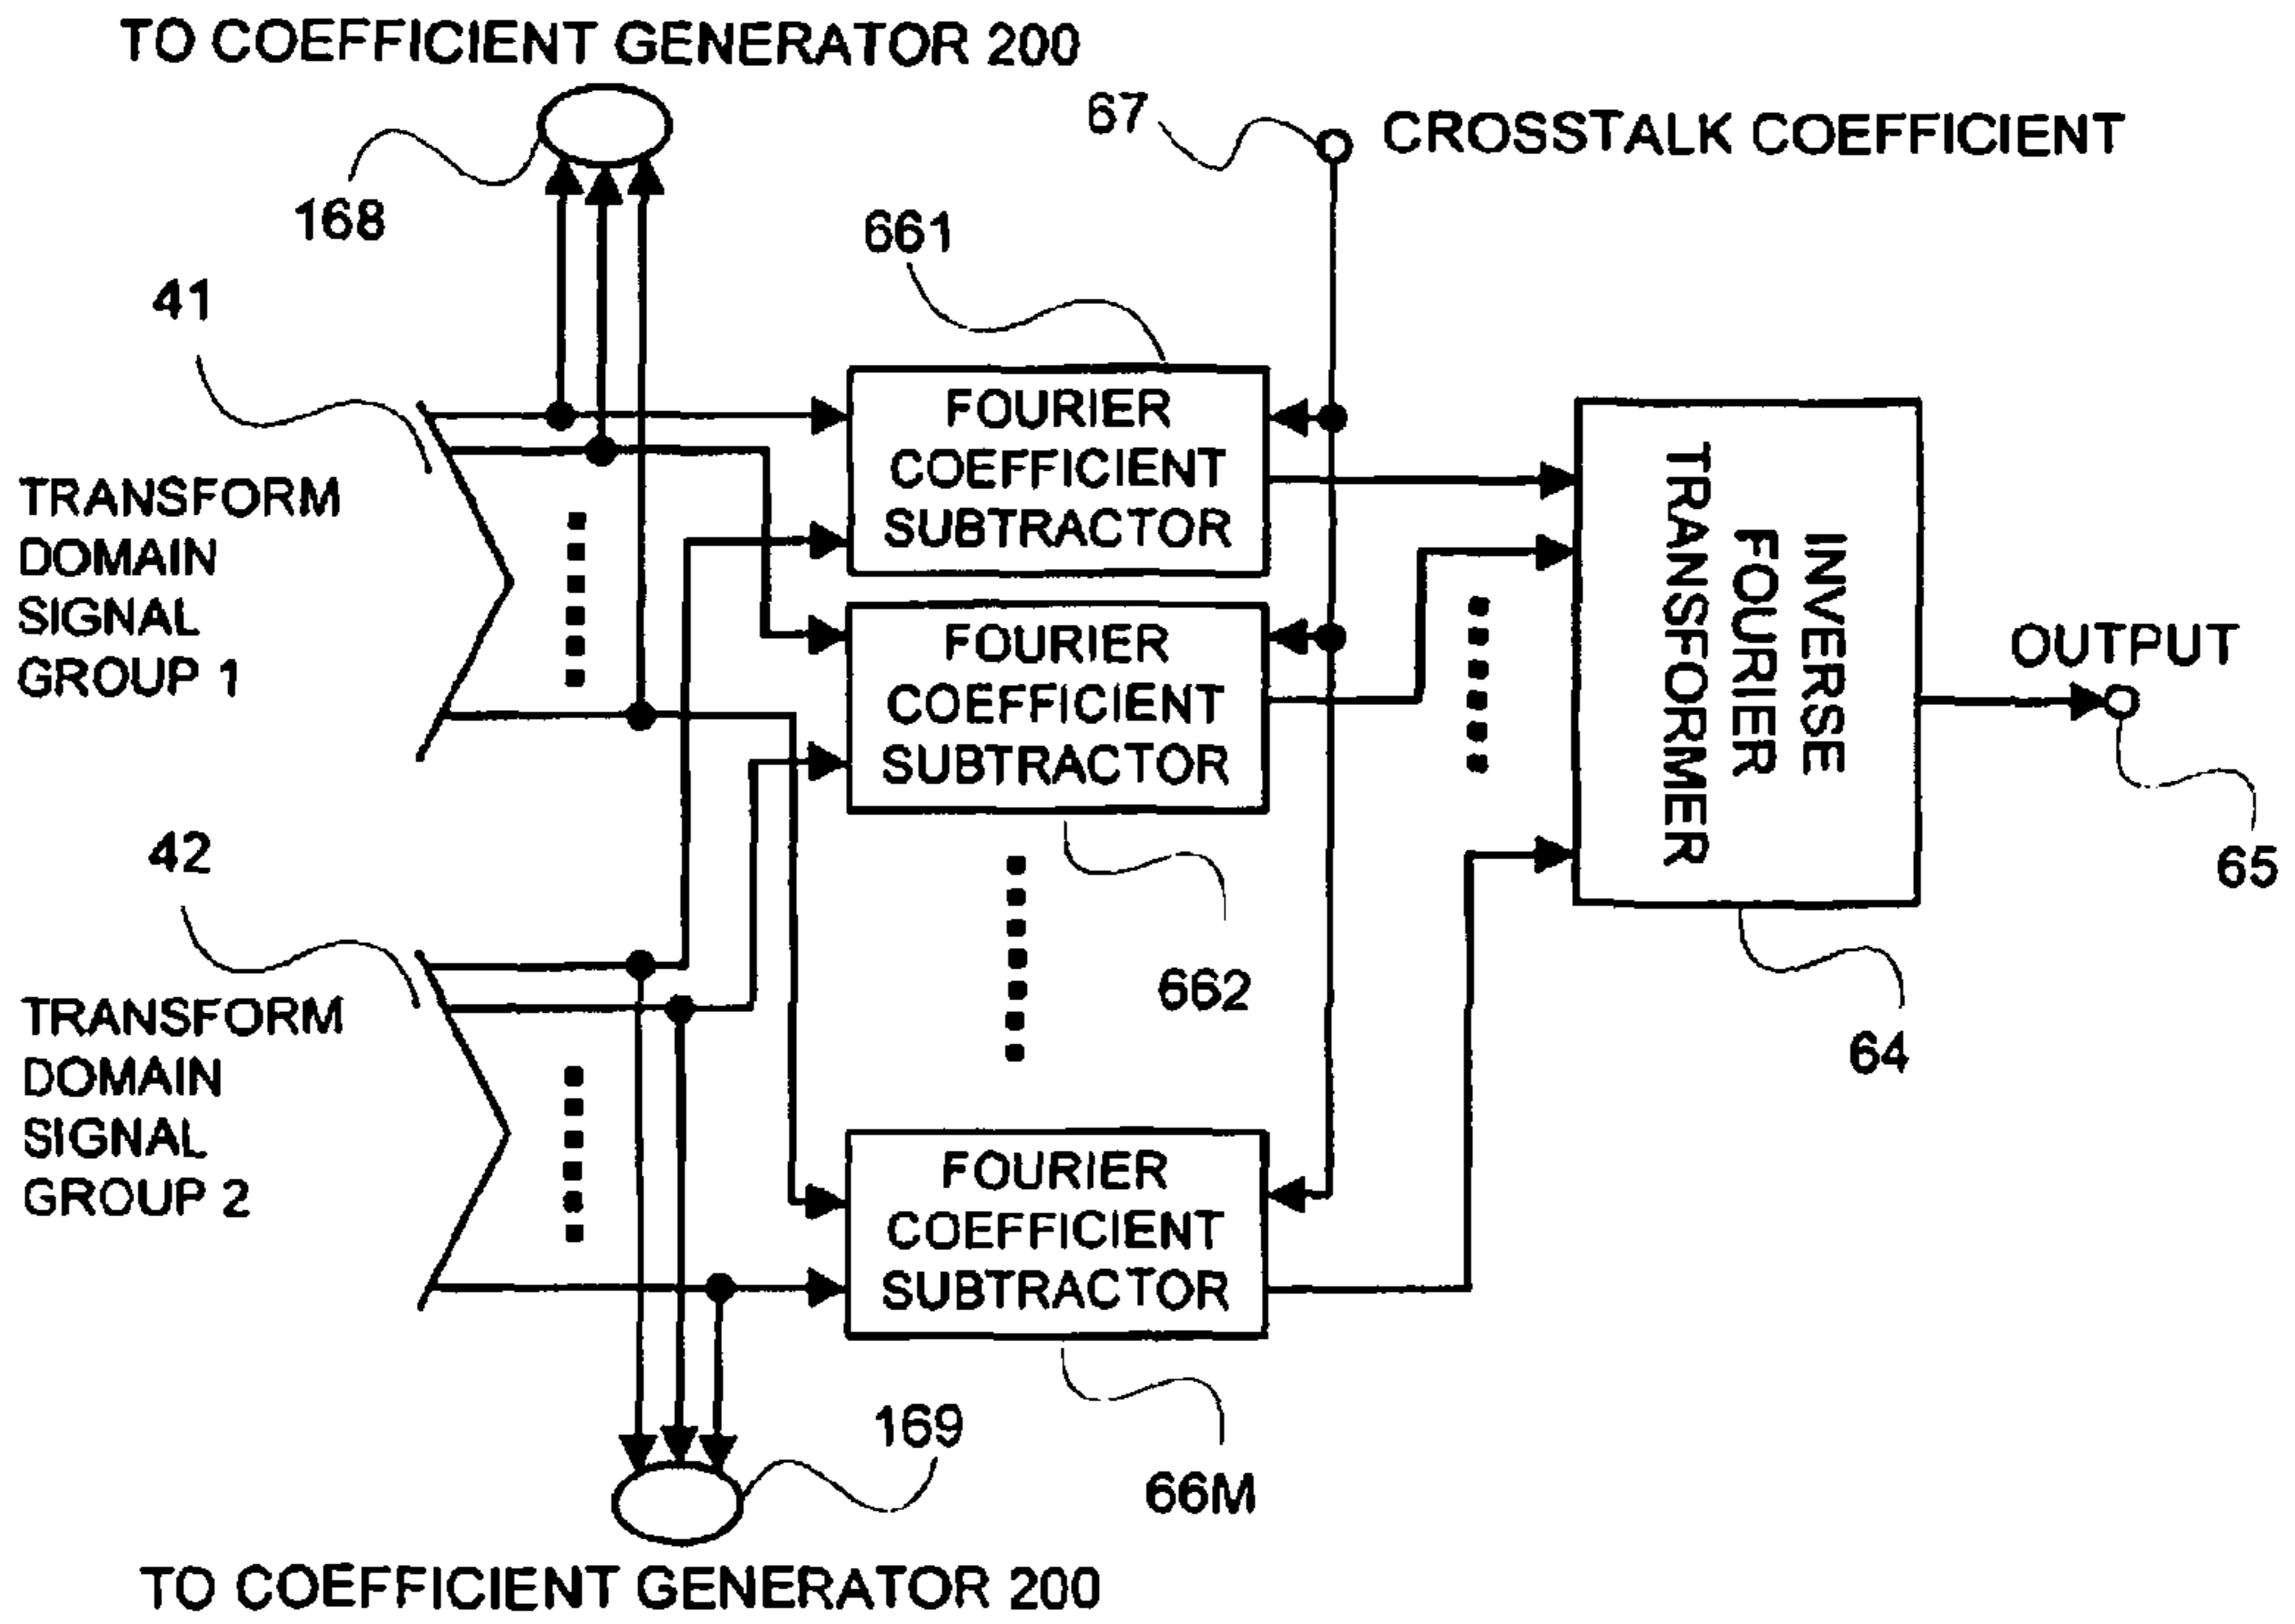 TO COEFFICIENT GENERATOR 200
67
CROSSTALK COEFFICIENT
168
661
41
TRANSFORM
DOMAIN
SIGNAL
GROUP 1
FOURIER
COEFFICIENT
SUBTRACTOR
FOURIER
COEFFICIENT
SUBTRACTOR
INVERSE
FOURIER
TRANSFORMER
OUTPUT
65
42
662
64
TRANSFORM
DOMAIN
SIGNAL
GROUP 2
FOURIER
COEFFICIENT
SUBTRACTOR
169
66M
TO COEFFICIENT GENERATOR 200